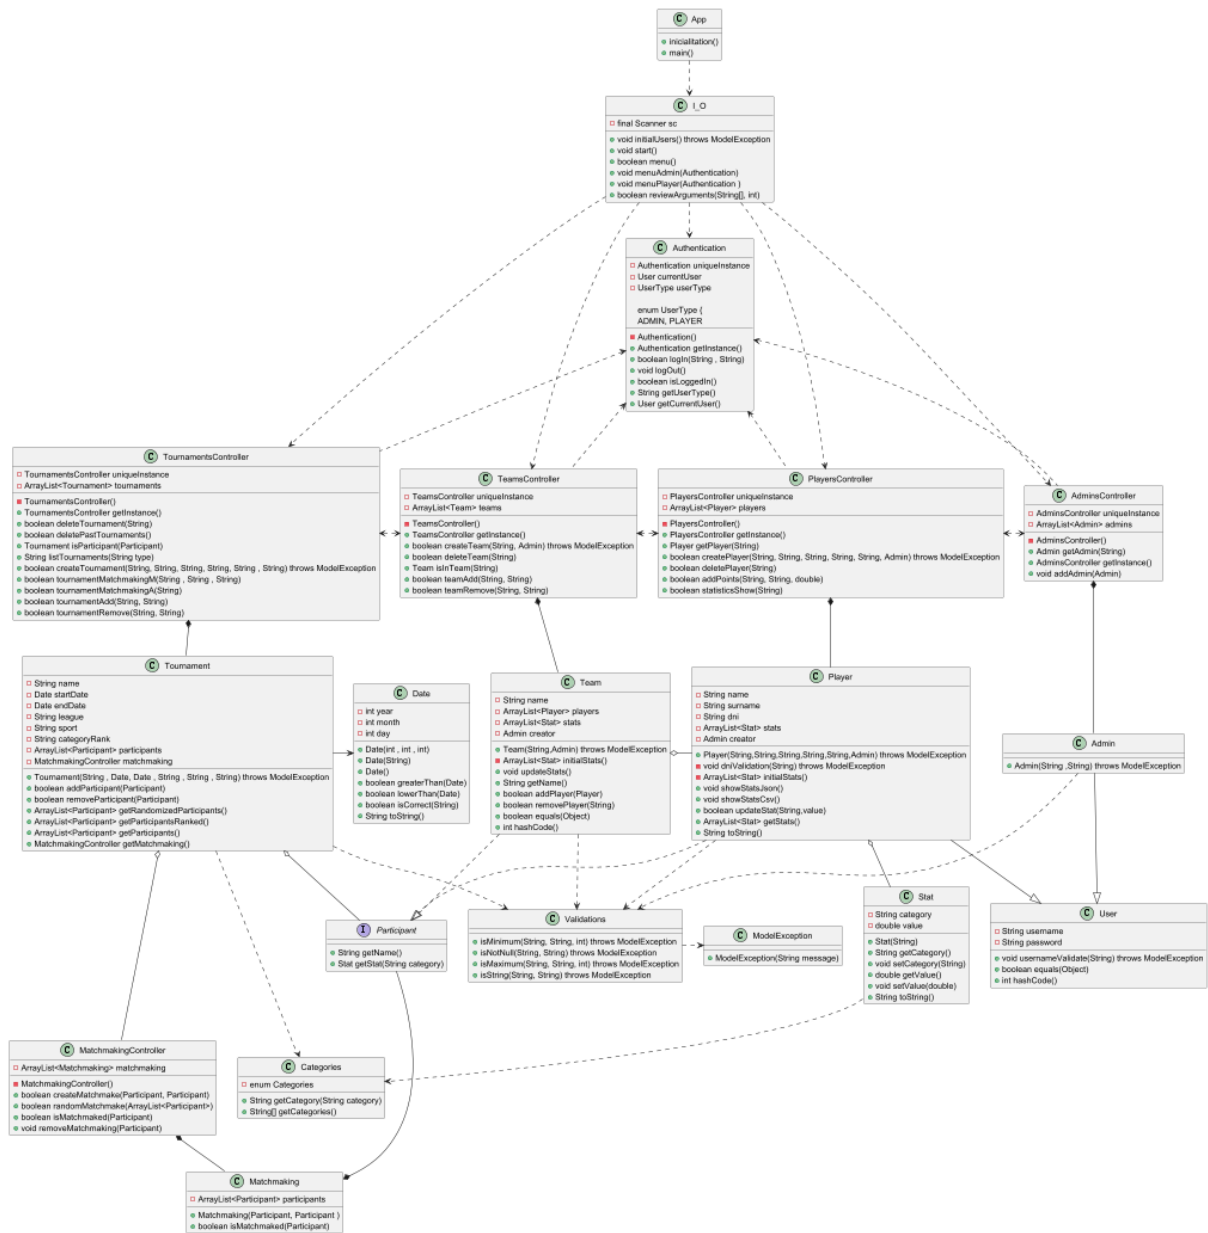 C App
inicialitation()
main()
C I_O
final Scanner sc
void initialUsers() throws ModelException
void start()
boolean menu()
void menuAdmin(Authentication)
void menuPlayer(Authentication )
boolean reviewArguments(String[], int)
C Authentication
Authentication uniqueInstance
User currentUser
UserType userType
enum UserType {
ADMIN, PLAYER
Authentication()
Authentication getInstance()
boolean logIn(String , String)
void logOut()
boolean isLoggedIn()
String getUserType()
User getCurrentUser()
C TournamentsController
TournamentsController uniqueInstance
ArrayList<Tournament> tournaments
TournamentsController()
TournamentsController getInstance()
boolean deleteTournament(String)
boolean deletePastTournaments()
Tournament isParticipant(Participant)
String listTournaments(String type)
boolean createTournament(String, String, String, String, String , String) throws ModelException
boolean tournamentMatchmakingM(String , String , String)
boolean tournamentMatchmakingA(String)
boolean tournamentAdd(String, String)
boolean tournamentRemove(String, String)
C TeamsController
TeamsController uniqueInstance
ArrayList<Team> teams
TeamsController()
TeamsController getInstance()
boolean createTeam(String, Admin) throws ModelException
boolean deleteTeam(String)
Team isInTeam(String)
boolean teamAdd(String, String)
boolean teamRemove(String, String)
C PlayersController
PlayersController uniqueInstance
ArrayList<Player> players
PlayersController()
PlayersController getInstance()
Player getPlayer(String)
boolean createPlayer(String, String, String, String, String, Admin) throws ModelException
boolean deletePlayer(String)
boolean addPoints(String, String, double)
boolean statisticsShow(String)
C AdminsController
AdminsController uniqueInstance
ArrayList<Admin> admins
AdminsController()
Admin getAdmin(String)
AdminsController getInstance()
void addAdmin(Admin)
C Tournament
String name
Date startDate
Date endDate
String league
String sport
String categoryRank
ArrayList<Participant> participants
MatchmakingController matchmaking
Tournament(String , Date, Date , String , String , String) throws ModelException
boolean addParticipant(Participant)
boolean removeParticipant(Participant)
ArrayList<Participant> getRandomizedParticipants()
ArrayList<Participant> getParticipantsRanked()
ArrayList<Participant> getParticipants()
MatchmakingController getMatchmaking()
C Date
int year
int month
int day
Date(int , int , int)
Date(String)
Date()
boolean greaterThan(Date)
boolean lowerThan(Date)
boolean isCorrect(String)
String toString()
C Team
String name
ArrayList<Player> players
ArrayList<Stat> stats
Admin creator
Team(String,Admin) throws ModelException
ArrayList<Stat> initialStats()
void updateStats()
String getName()
boolean addPlayer(Player)
boolean removePlayer(String)
boolean equals(Object)
int hashCode()
C Player
String name
String surname
String dni
ArrayList<Stat> stats
Admin creator
Player(String,String,String,String,String,Admin) throws ModelException
void dniValidation(String) throws ModelException
ArrayList<Stat> initialStats()
void showStatsJson()
void showStatsCsv()
boolean updateStat(String,value)
ArrayList<Stat> getStats()
String toString()
C Admin
Admin(String ,String) throws ModelException
I Participant
String getName()
Stat getStat(String category)
C Validations
isMinimum(String, String, int) throws ModelException
isNotNull(String, String) throws ModelException
isMaximum(String, String, int) throws ModelException
isString(String, String) throws ModelException
C ModelException
ModelException(String message)
C Stat
String category
double value
Stat(String)
String getCategory()
void setCategory(String)
double getValue()
void setValue(double)
String toString()
C User
String username
String password
void usernameValidate(String) throws ModelException
boolean equals(Object)
int hashCode()
C MatchmakingController
ArrayList<Matchmaking> matchmaking
MatchmakingController()
boolean createMatchmake(Participant, Participant)
boolean randomMatchmake(ArrayList<Participant>)
boolean isMatchmaked(Participant)
void removeMatchmaking(Participant)
C Categories
enum Categories
String getCategory(String category)
String[] getCategories()
C Matchmaking
ArrayList<Participant> participants
Matchmaking(Participant, Participant )
boolean isMatchmaked(Participant)